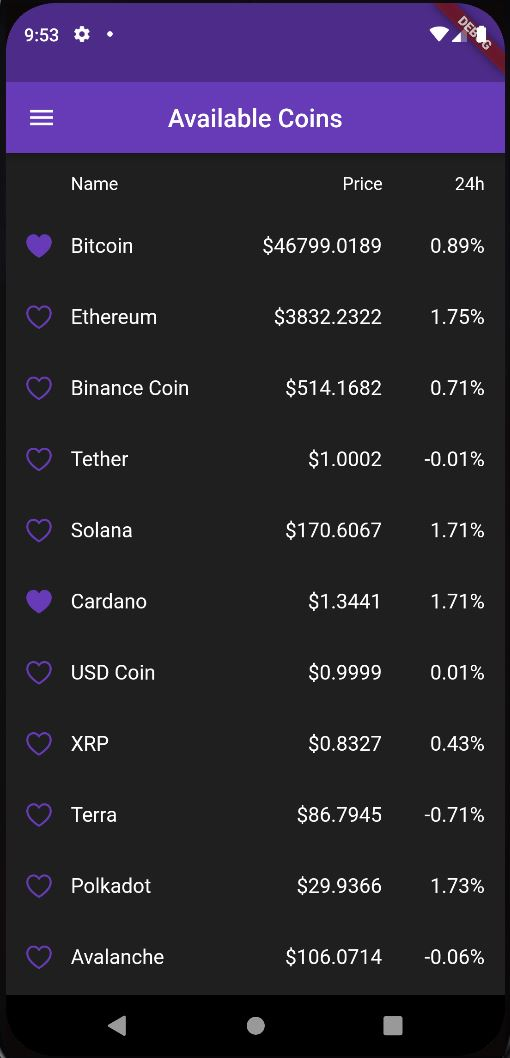 9:53
DEBUG
Available Coins
Name Price 24h
Bitcoin $46799.0189 0.89%
Ethereum $3832.2322 1.75%
Binance Coin $514.1682 0.71%
Tether $1.0002 -0.01%
Solana $170.6067 1.71%
Cardano $1.3441 1.71%
USD Coin $0.9999 0.01%
XRP $0.8327 0.43%
Terra $86.7945 -0.71%
Polkadot $29.9366 1.73%
Avalanche $106.0714 -0.06%